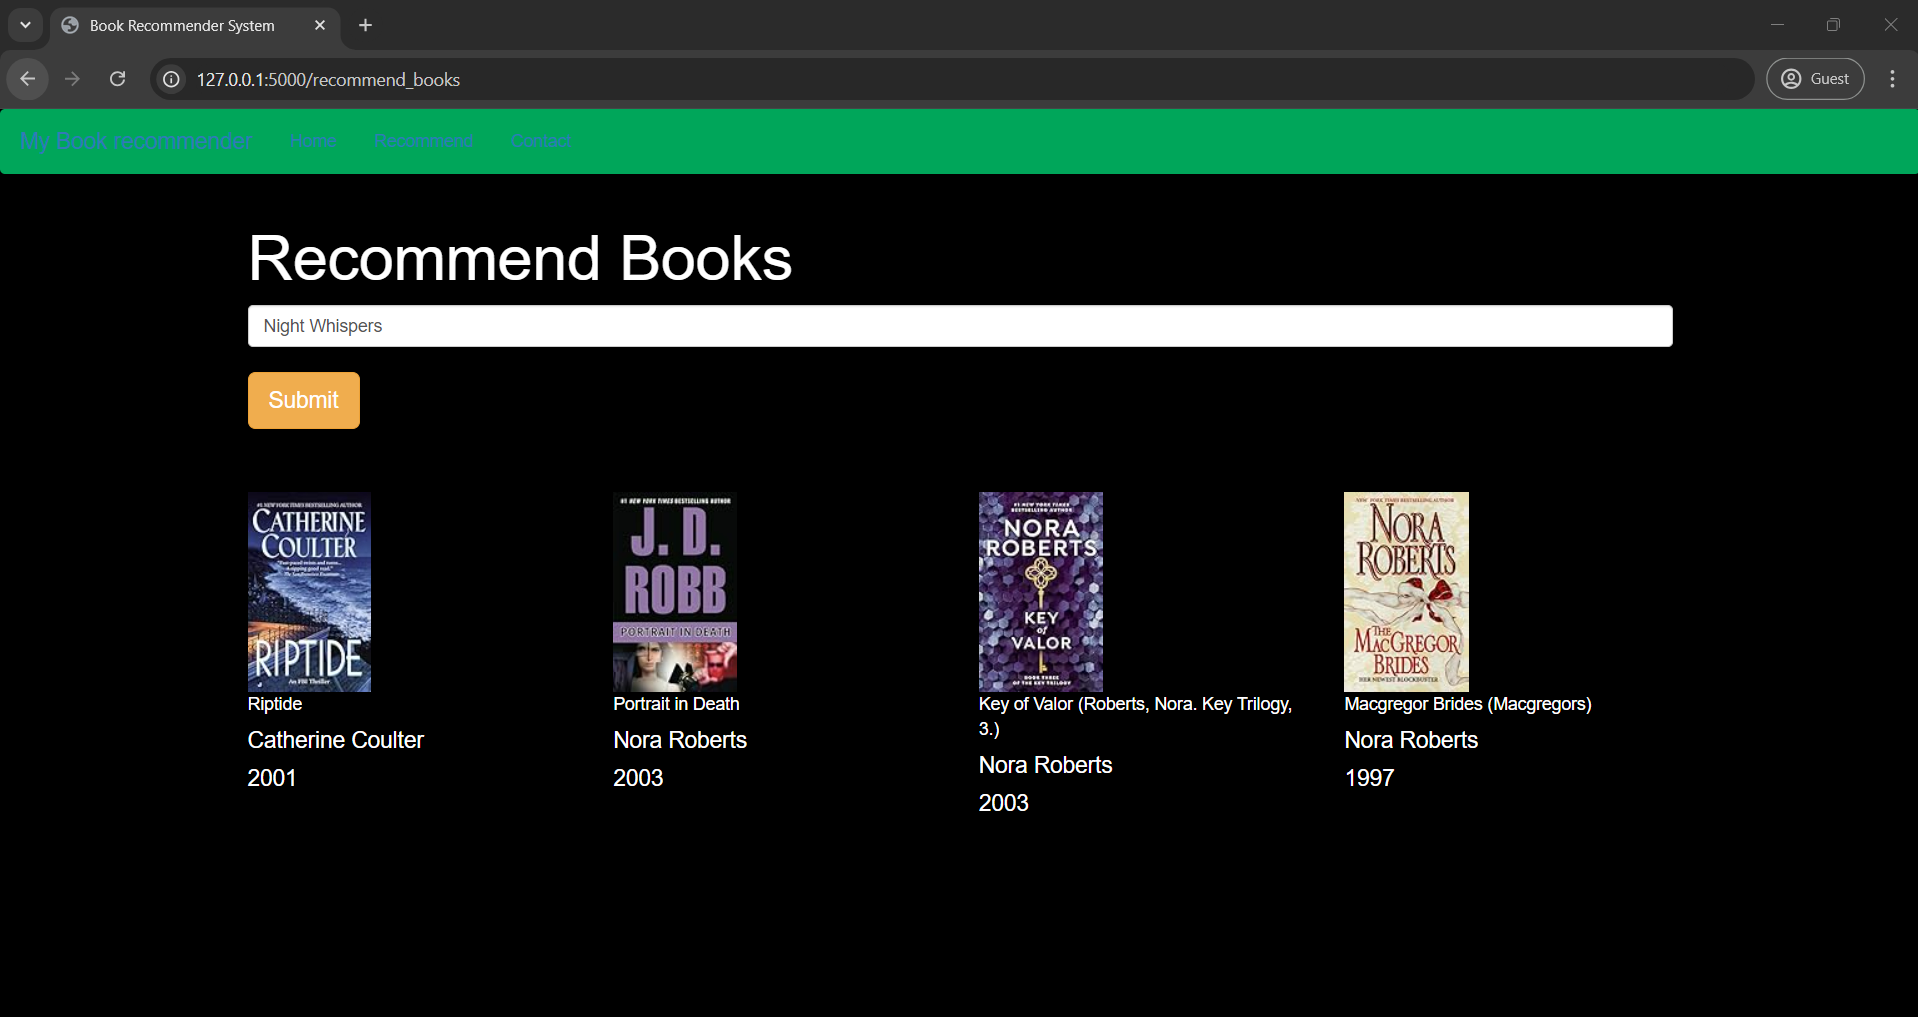 Book Recommender System
127.0.0.1:5000/recommend_books
Guest
My Book recommender Home Recommend Contact
Recommend Books
Night Whispers
Submit
#1 NEW YORK TIMES BESTSELLING AUTHOR
CATHERINE
COULTER
RIPTIDE
An FBI Thriller
Riptide
Catherine Coulter
2001
#1 NEW YORK TIMES BESTSELLING AUTHOR
J. D.
ROBB
PORTRAIT IN DEATH
Portrait in Death
Nora Roberts
2003
#1 NEW YORK TIMES
BESTSELLING AUTHOR
NORA
ROBERTS
KEY
of
VALOR
BOOK THREE
OF THE KEY TRILOGY
Key of Valor (Roberts, Nora. Key Trilogy,
3.)
Nora Roberts
2003
NEW YORK TIMES BESTSELLING AUTHOR
NORA
ROBERTS
THE
MACGREGOR
BRIDES
HER NEWEST BLOCKBUSTER
Macgregor Brides (Macgregors)
Nora Roberts
1997